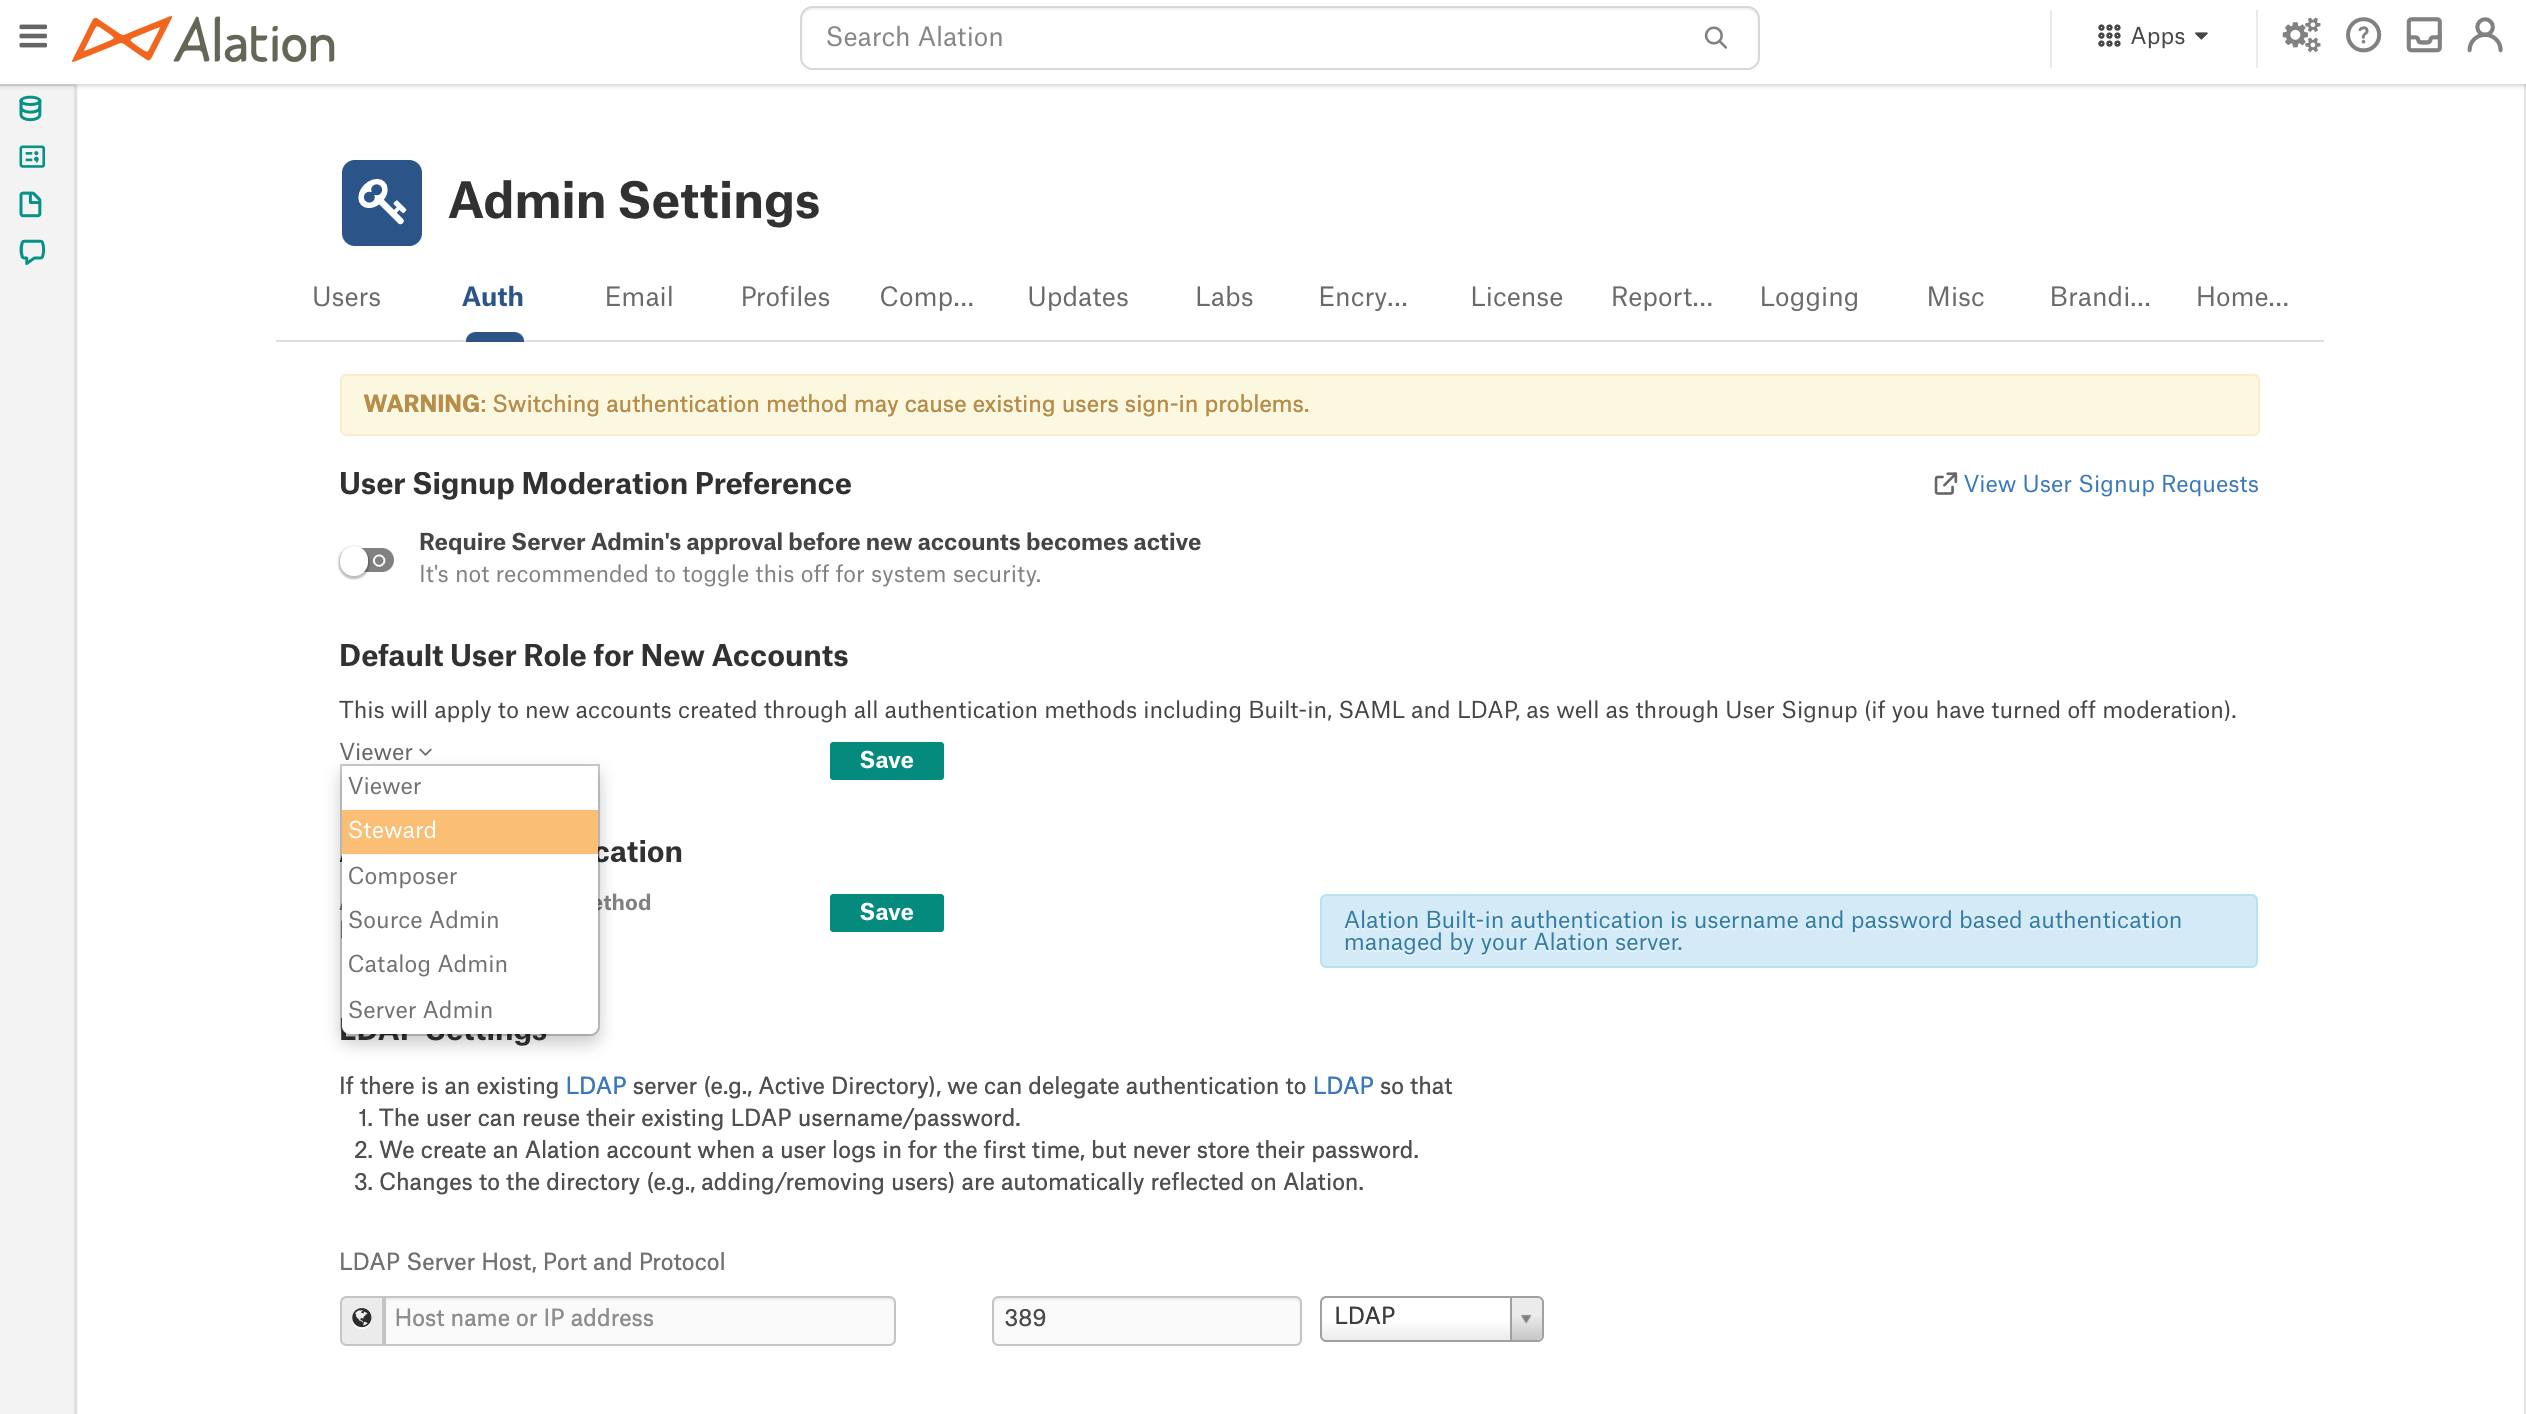 Alation
Search Alation
Apps
Admin Settings
Users
Auth
Email
Profiles
Comp...
Updates
Labs
Encry...
License
Report...
Logging
Misc
Brandi...
Home...
WARNING: Switching authentication method may cause existing users sign-in problems.
User Signup Moderation Preference
View User Signup Requests
Require Server Admin's approval before new accounts becomes active
It's not recommended to toggle this off for system security.
Default User Role for New Accounts
This will apply to new accounts created through all authentication methods including Built-in, SAML and LDAP, as well as through User Signup (if you have turned off moderation).
Viewer
Save
Viewer
Steward
cation
Composer
ethod
Save
Source Admin
Alation Built-in authentication is username and password based authentication
managed by your Alation server.
Catalog Admin
Server Admin
LDAP Settings
If there is an existing LDAP server (e.g., Active Directory), we can delegate authentication to LDAP so that
1. The user can reuse their existing LDAP username/password.
2. We create an Alation account when a user logs in for the first time, but never store their password.
3. Changes to the directory (e.g., adding/removing users) are automatically reflected on Alation.
LDAP Server Host, Port and Protocol
Host name or IP address
389
LDAP